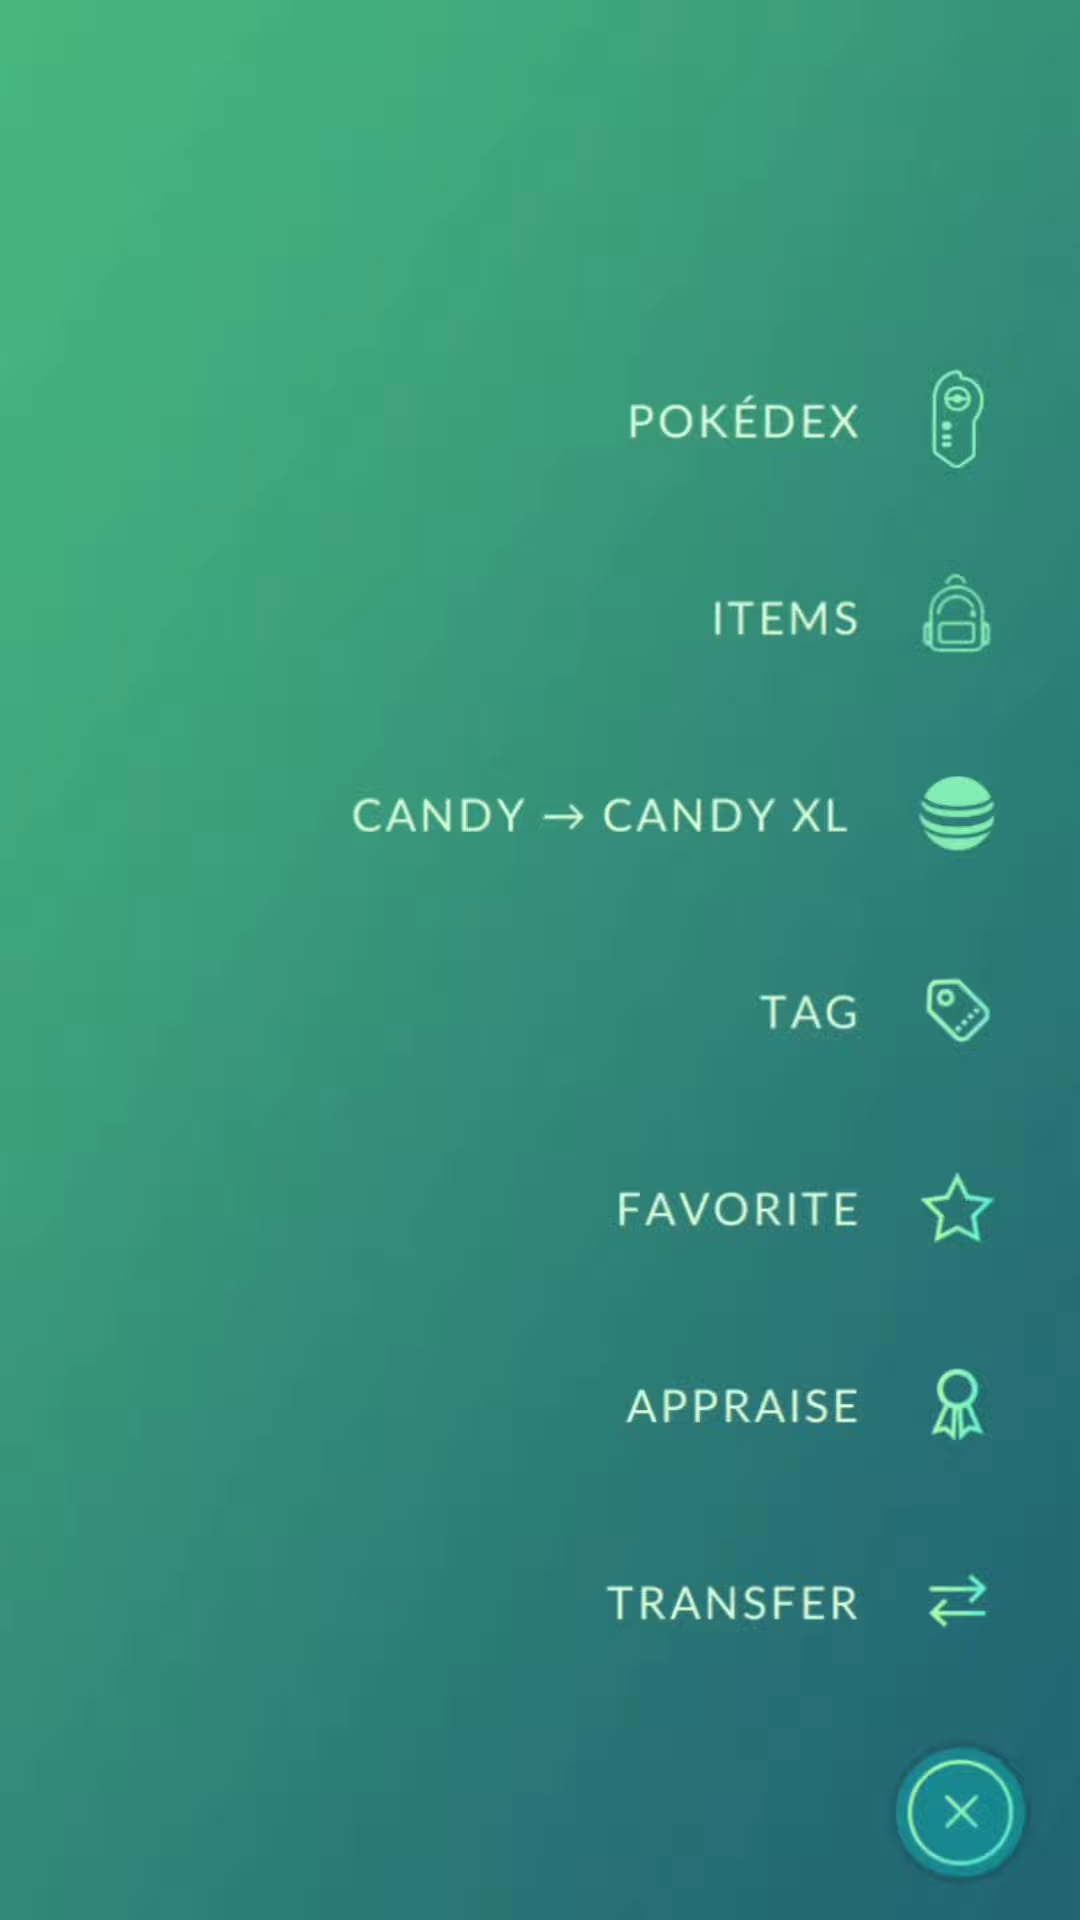 POKÉDEX
ITEMS
CANDY → CANDY XL
TAG
FAVORITE
APPRAISE
TRANSFER